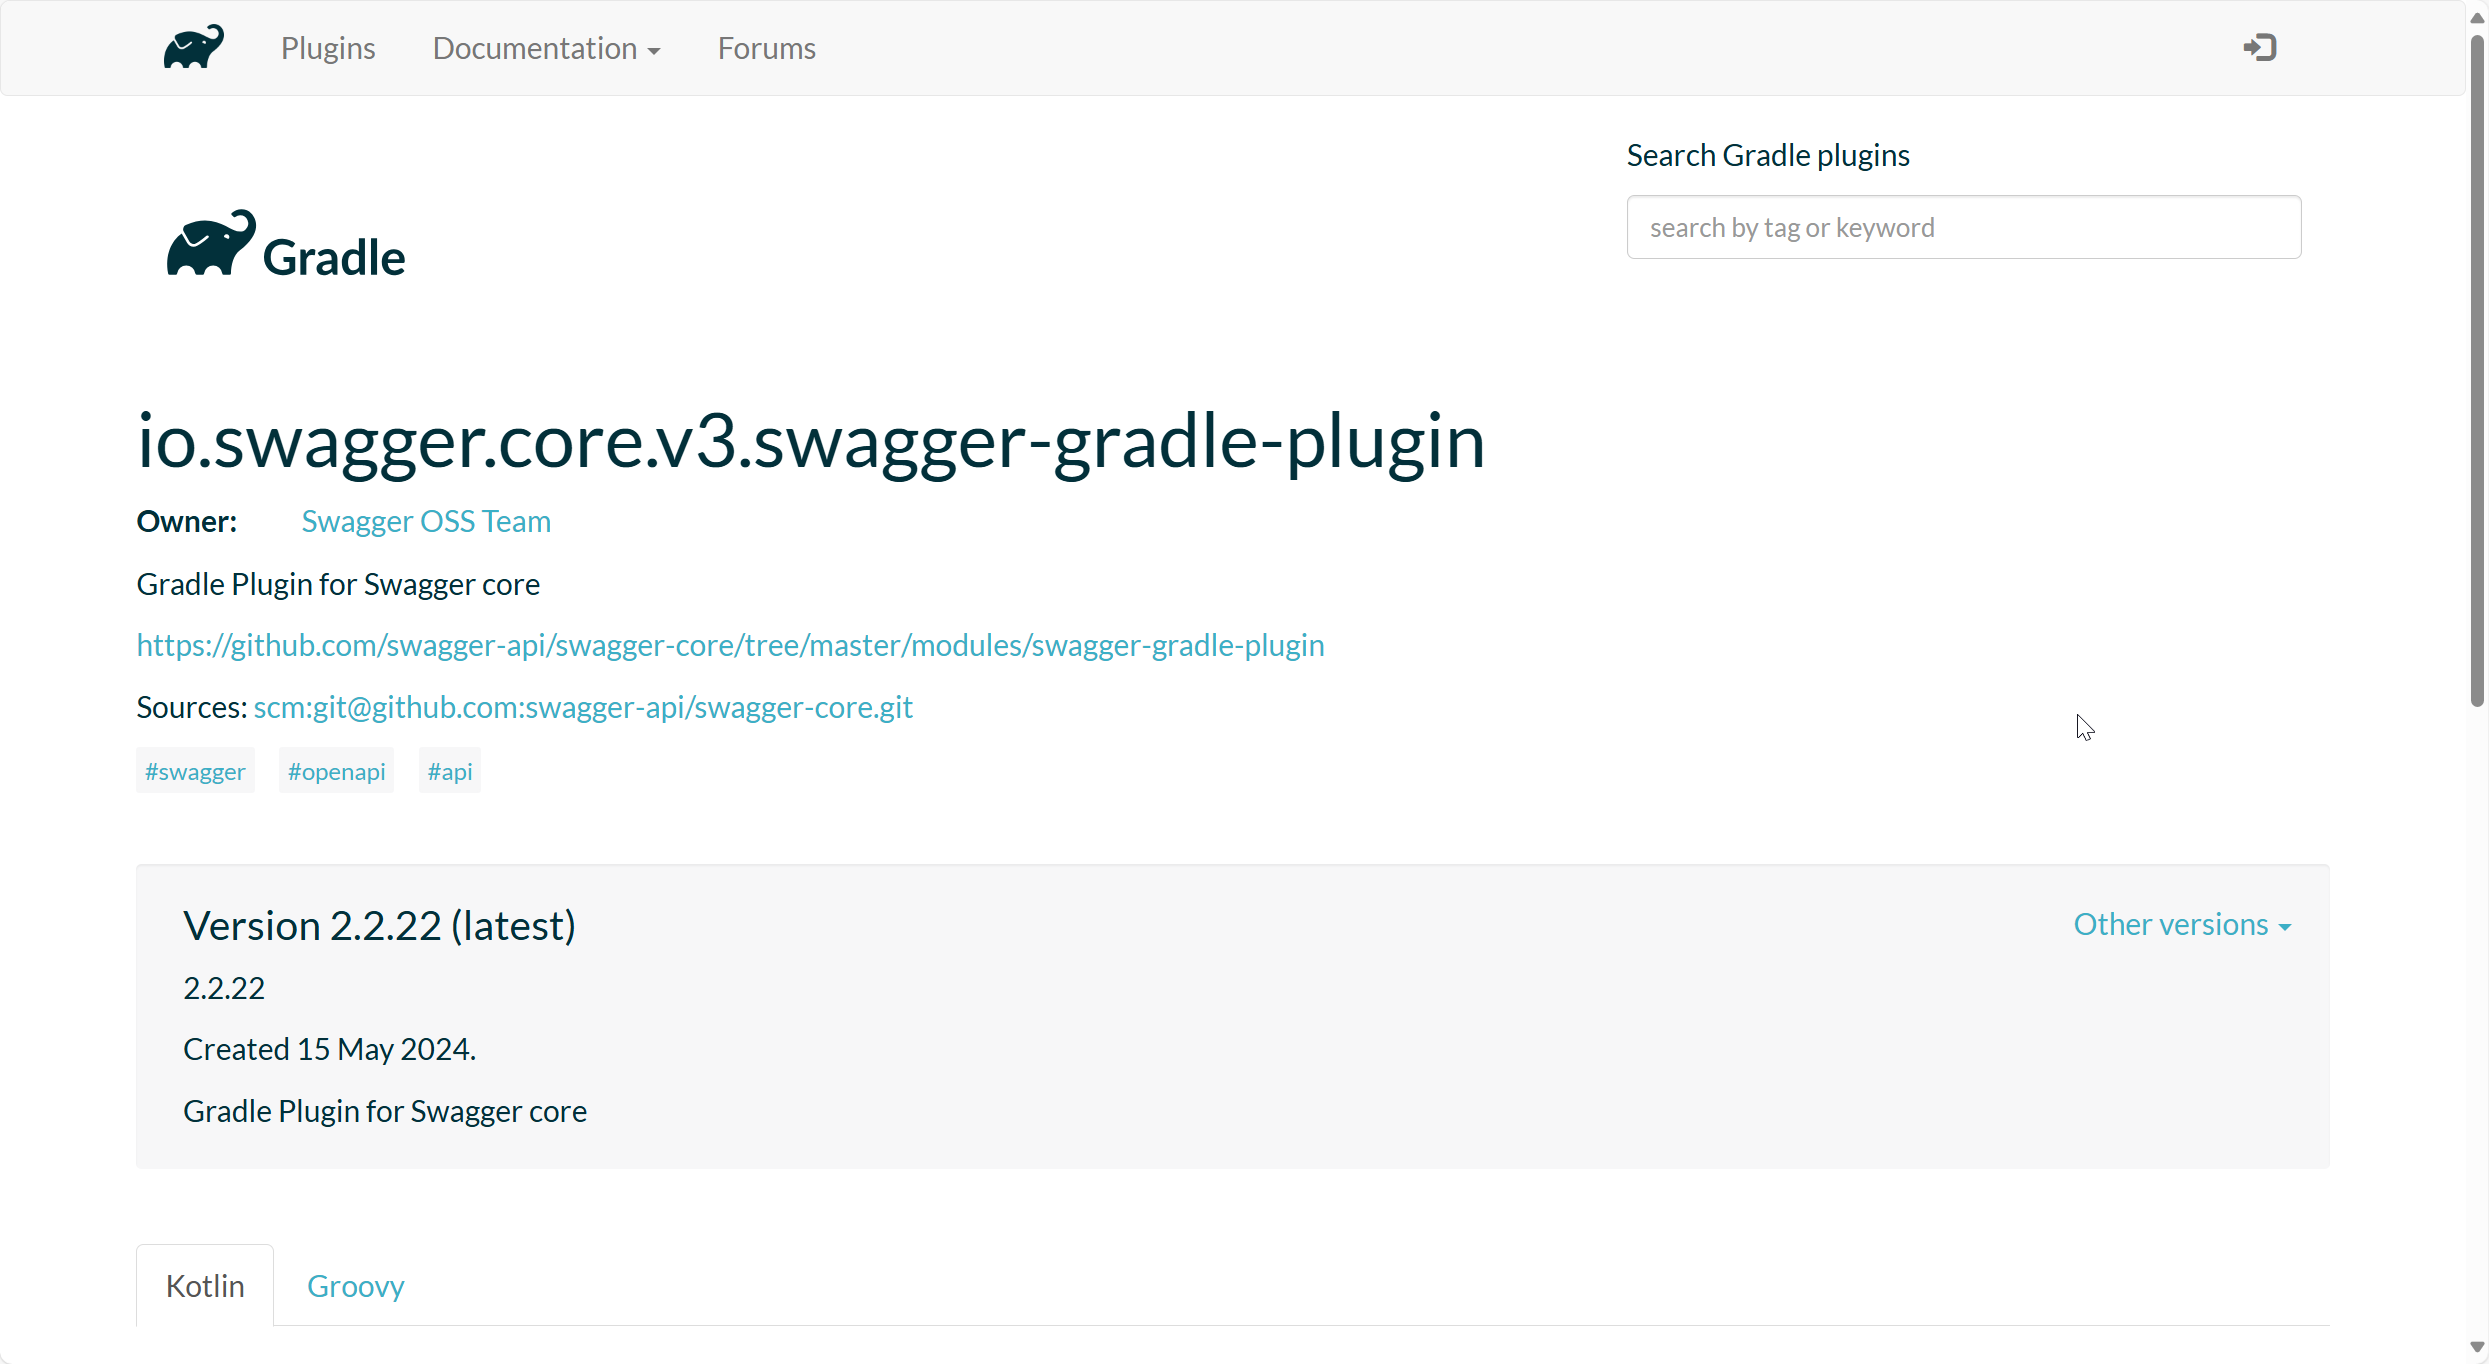 Plugins Documentation Forums
Search Gradle plugins
search by tag or keyword
Gradle
io.swagger.core.v3.swagger-gradle-plugin
Owner: Swagger OSS Team
Gradle Plugin for Swagger core
https://github.com/swagger-api/swagger-core/tree/master/modules/swagger-gradle-plugin
Sources: scm:git@github.com:swagger-api/swagger-core.git
#swagger #openapi #api
Version 2.2.22 (latest) Other versions
2.2.22
Created 15 May 2024.
Gradle Plugin for Swagger core
Kotlin Groovy